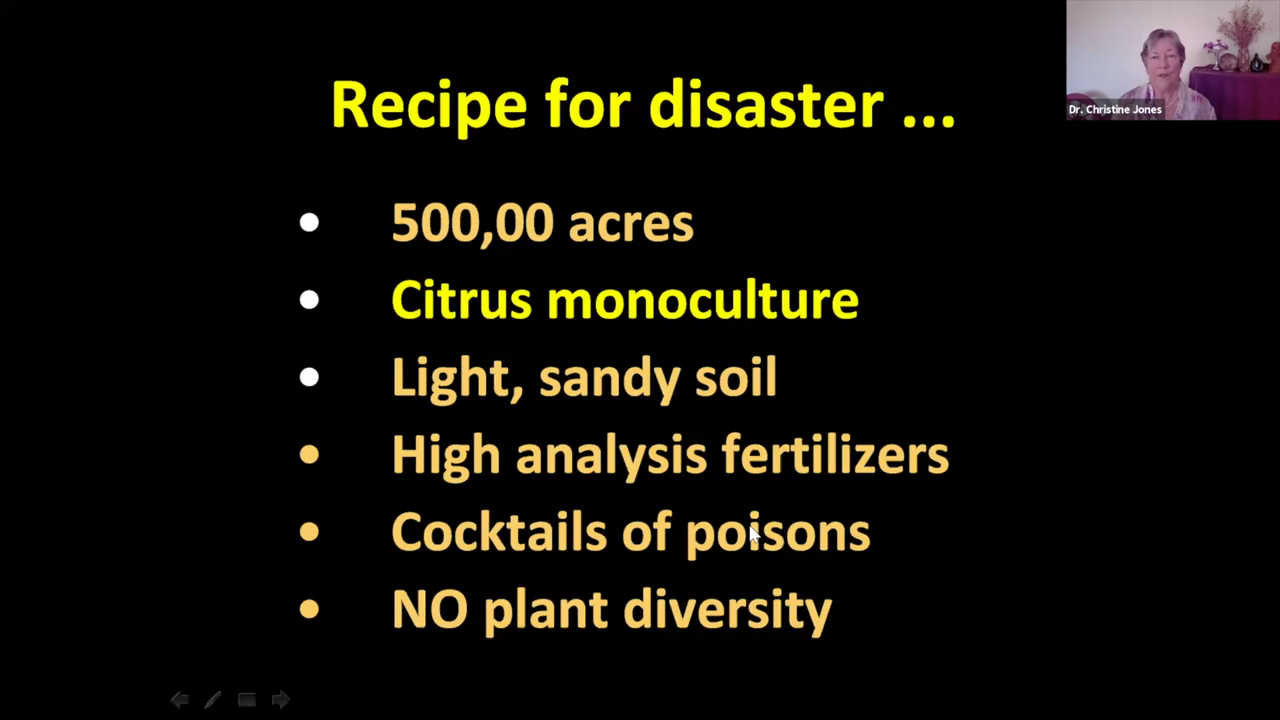 Recipe for disaster ...
Dr. Christine Jones
• 500,00 acres
• Citrus monoculture
• Light, sandy soil
• High analysis fertilizers
• Cocktails of poisons
• NO plant diversity